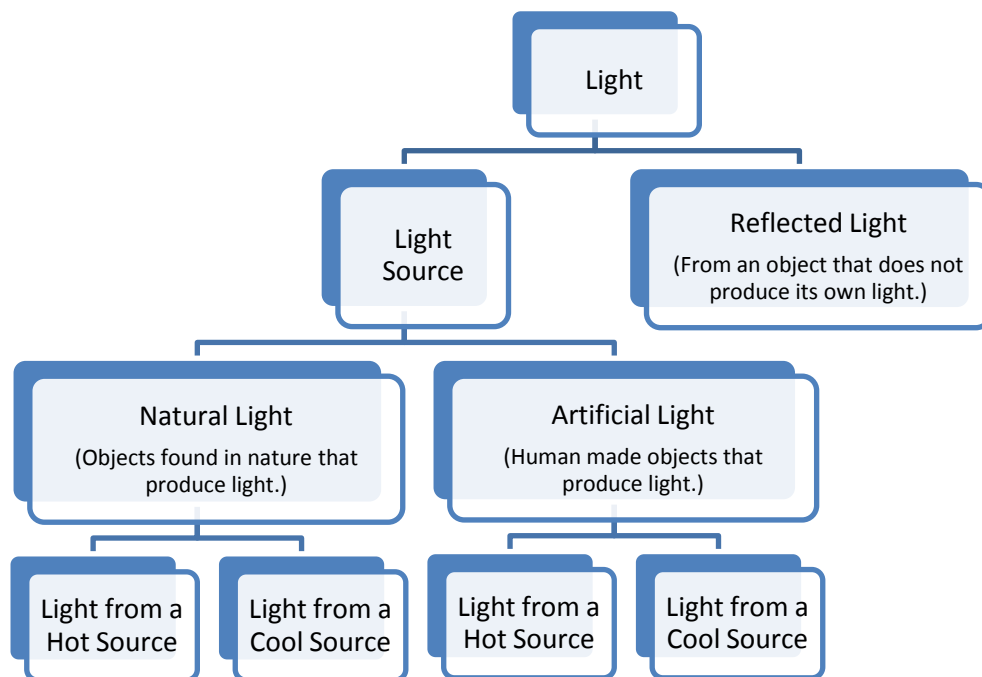 Light
Light
Source
Reflected Light
(From an object that does not
produce its own light.)
Natural Light
(Objects found in nature that
produce light.)
Artificial Light
(Human made objects that
produce light.)
Light from a
Hot Source
Light from a
Cool Source
Light from a
Hot Source
Light from a
Cool Source